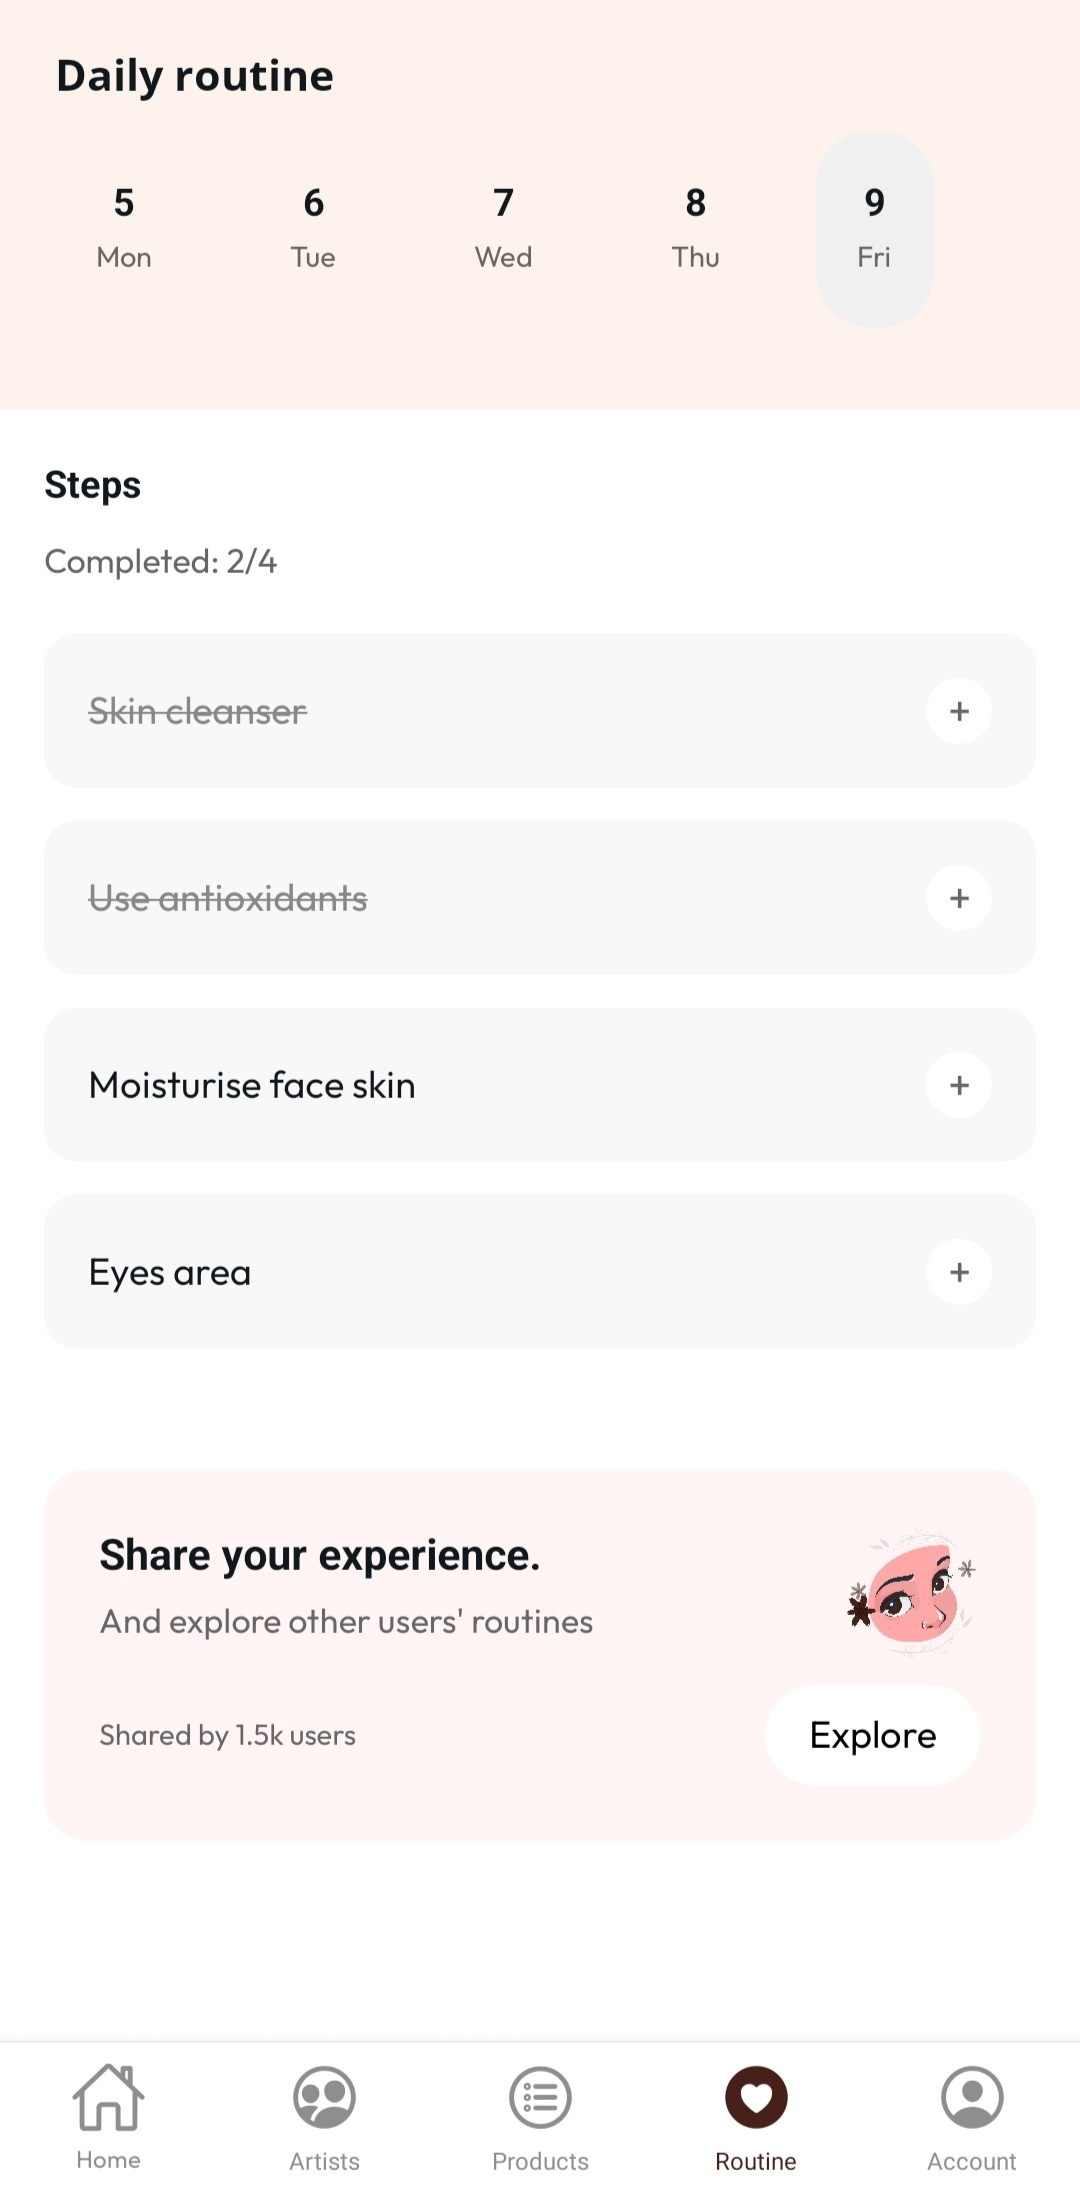 Daily routine
5 6 7 8 9
Mon Tue Wed Thu Fri
Steps
Completed: 2/4
Skin cleanser
+
Use antioxidants
+
Moisturise face skin
+
Eyes area
+
Share your experience.
And explore other users' routines
Shared by 1.5k users
Explore
Home Artists Products Routine Account